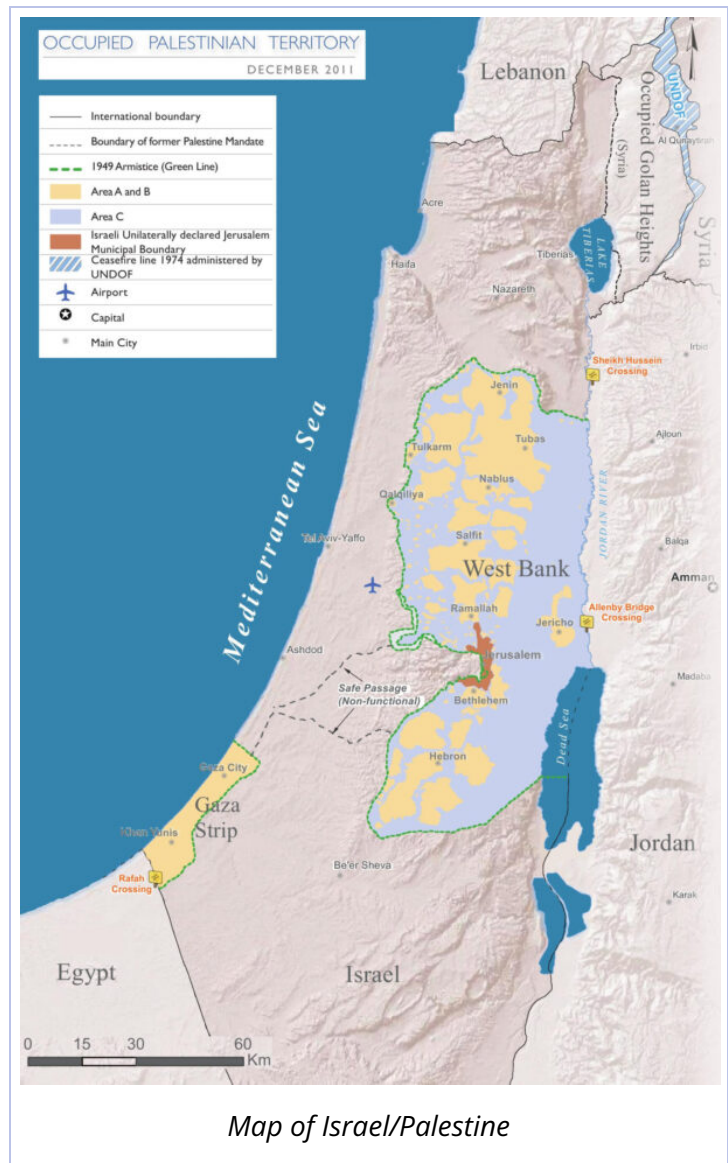 OCCUPIED PALESTINIAN TERRITORY
DECEMBER 2011
International boundary
Boundary of former Palestine Mandate
1949 Armistice (Green Line)
Area A and B
Area C
Israeli Unilaterally declared Jerusalem
Municipal Boundary
Ceasefire line 1974 administered by
UNDOF
Airport
Capital
Main City
Lebanon
UNDOF
Occupied Golan Heights
(Syria)
Al Qunaytirah
Syria
Acre
Haifa
Tiberias
LAKE
TIBERIAS
Nazareth
Irbid
Sheikh Hussein
Crossing
Jenin
Mediterranean Sea
Tulkarm
Tubas
Ajloun
Nablus
Qalqiliya
JORDAN RIVER
Tel Aviv-Yaffo
Salfit
Balqa
West Bank
Amman
Ramallah
Jericho
Allenby Bridge
Crossing
Ashdod
Jerusalem
Safe Passage
(Non-functional)
Bethlehem
Madaba
Dead Sea
Hebron
Gaza City
Gaza
Strip
Khan Yunis
Jordan
Be'er Sheva
Rafah
Crossing
Karak
Egypt
Israel
0 15 30 60
Km
Map of Israel/Palestine